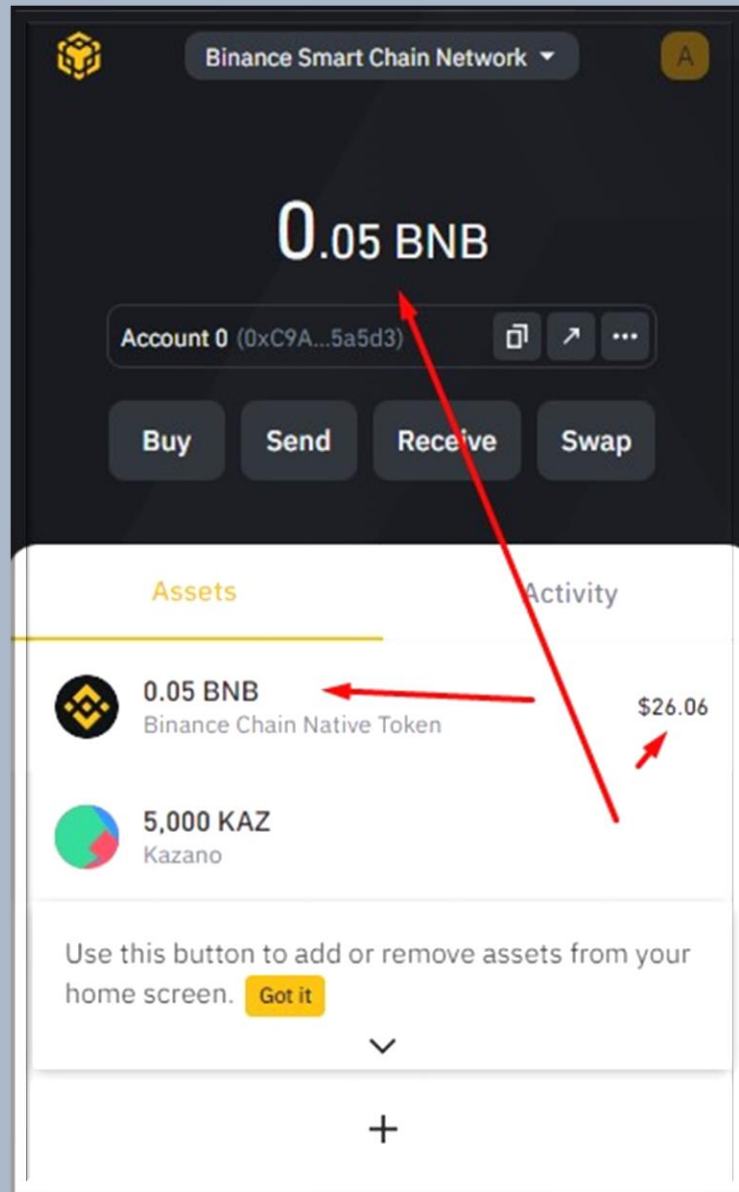 Binance Smart Chain Network
A
0.05 BNB
Account 0 (0xC9A...5a5d3)
Buy Send Receive Swap
Assets Activity
0.05 BNB
Binance Chain Native Token
$26.06
5,000 KAZ
Kazano
Use this button to add or remove assets from your
home screen. Got it